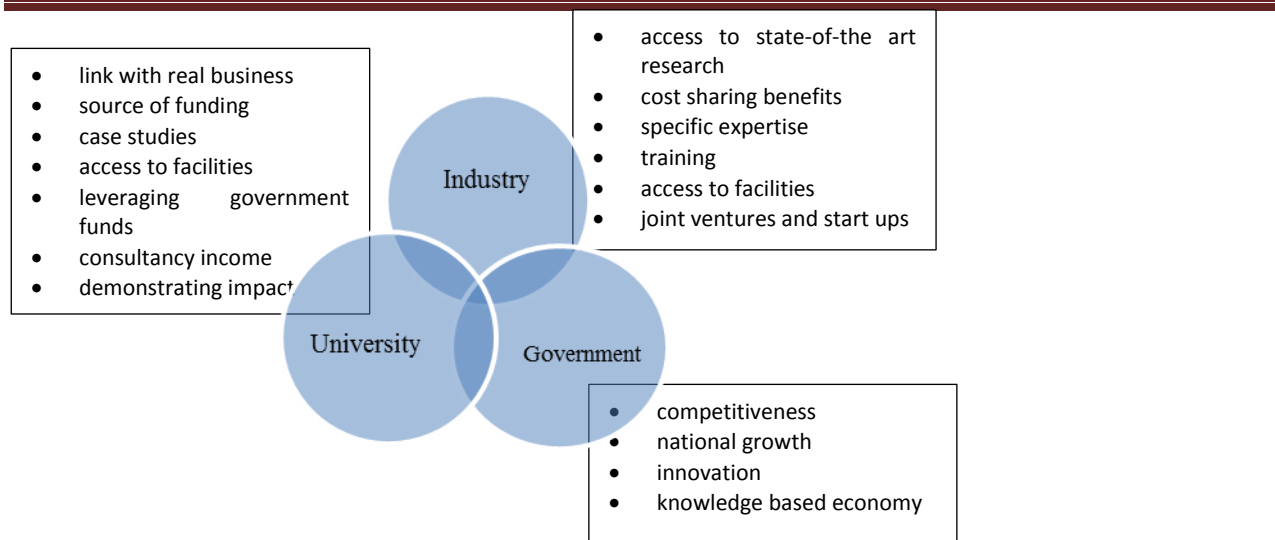 • link with real business
• source of funding
• case studies
• access to facilities
• leveraging government
funds
• consultancy income
• demonstrating impact
• access to state-of-the art
research
• cost sharing benefits
• specific expertise
• training
• access to facilities
• joint ventures and start ups
Industry
University
Government
• competitiveness
• national growth
• innovation
• knowledge based economy